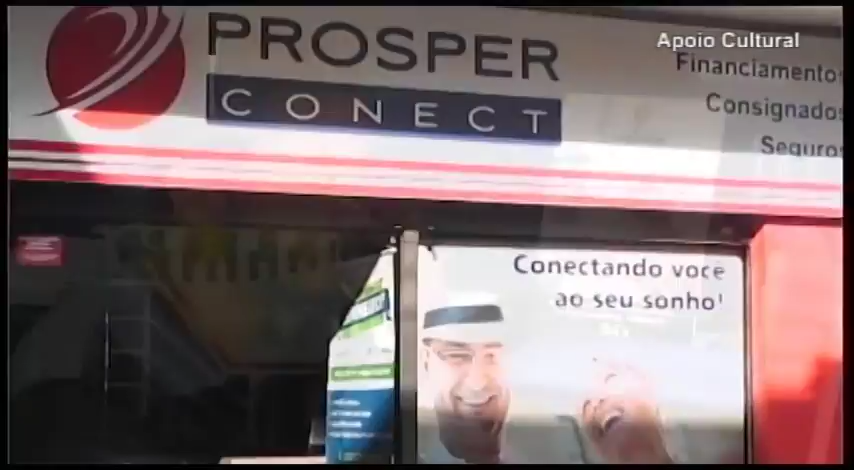 Apoio Cultural
PROSPER
CONECT
Financiamentos
Consignados
Seguros
Conectando voce
ao seu sonho!